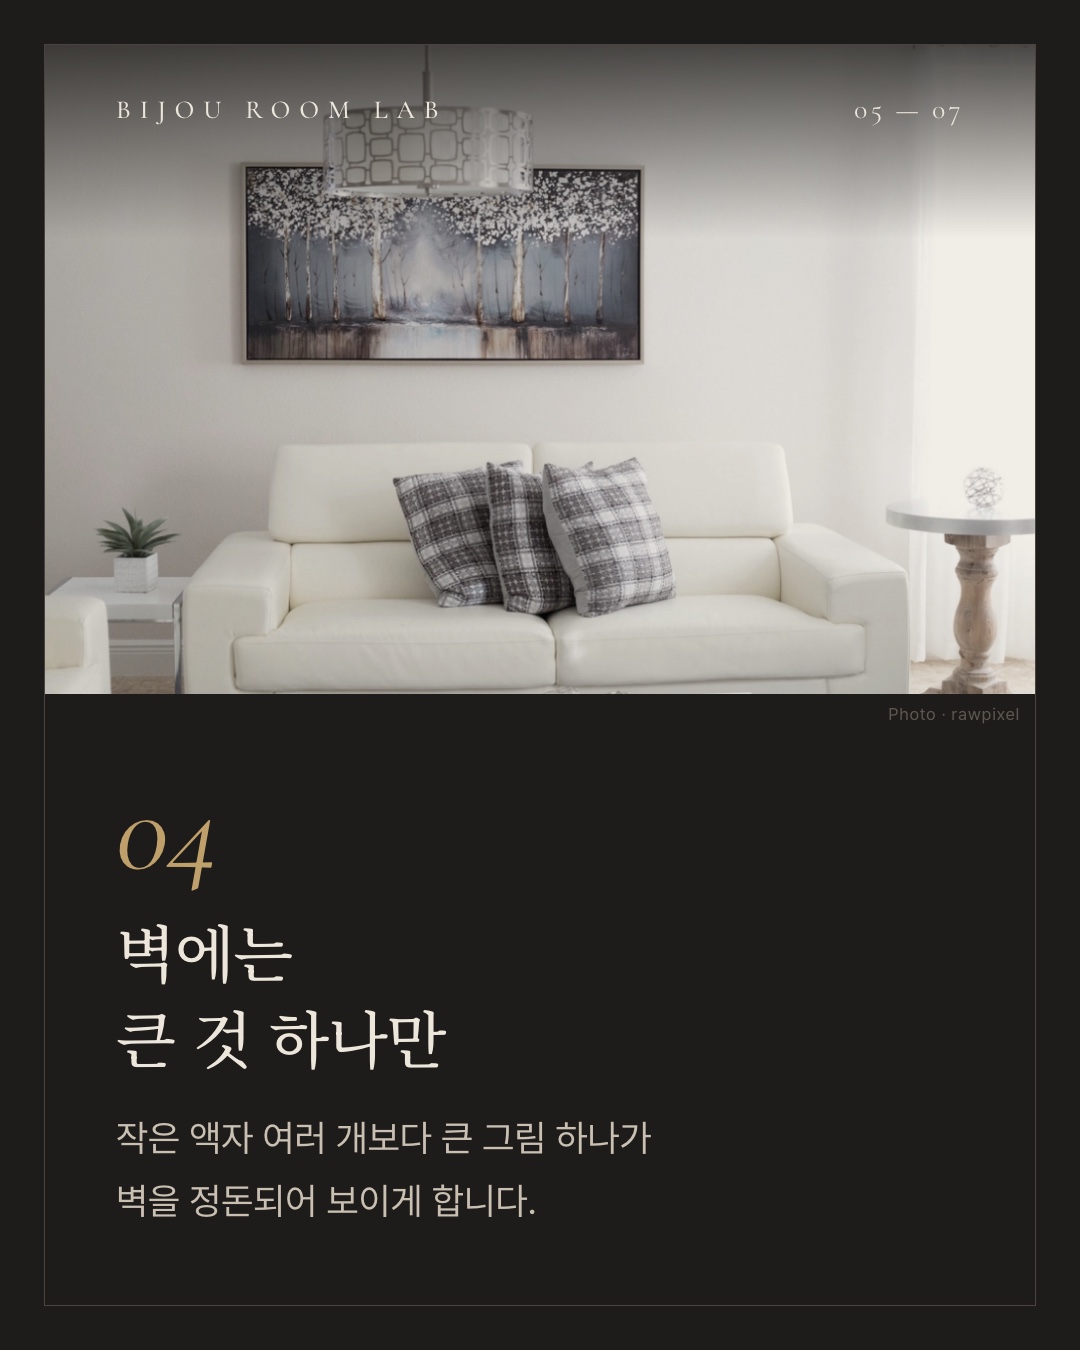 BIJOU ROOM LAB
05 — 07
Photo · rawpixel
04
벽에는
큰 것 하나만
작은 액자 여러 개보다 큰 그림 하나가
벽을 정돈되어 보이게 합니다.